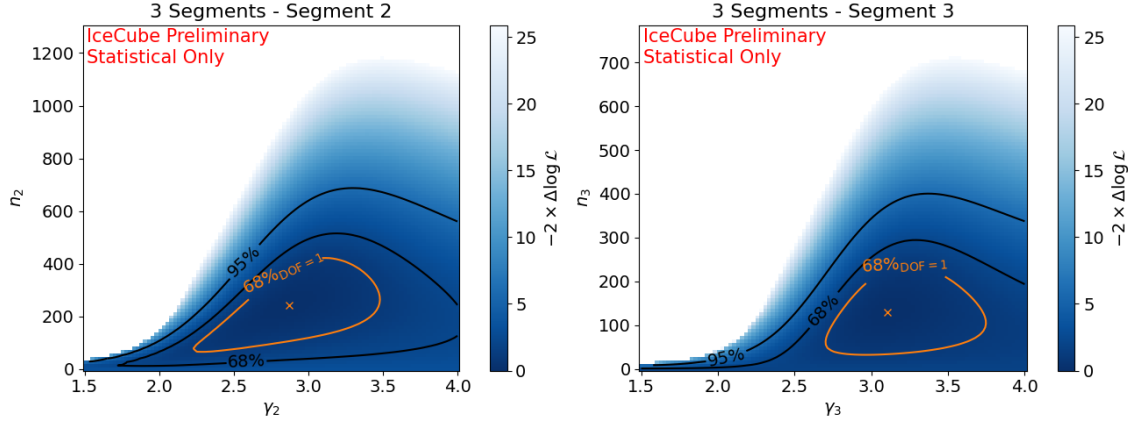 3 Segments - Segment 2
IceCube Preliminary
Statistical Only
1200
1000
800
600
400
200
0
n₂
1.5 2.0 2.5 3.0 3.5 4.0
γ₂
95%
68%DOF = 1
68%
25
20
15
10
5
0
−2 × Δlog ℒ
3 Segments - Segment 3
IceCube Preliminary
Statistical Only
700
600
500
400
300
200
100
0
n₃
1.5 2.0 2.5 3.0 3.5 4.0
γ₃
68%DOF = 1
68%
95%
25
20
15
10
5
0
−2 × Δlog ℒ